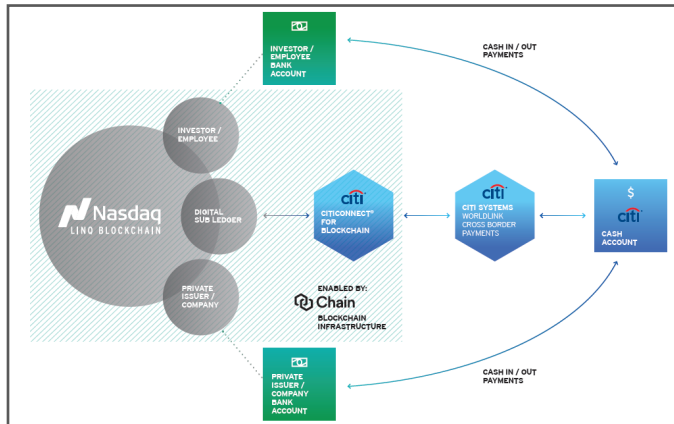 INVESTOR /
EMPLOYEE
BANK
ACCOUNT
CASH IN / OUT
PAYMENTS
INVESTOR /
EMPLOYEE
Nasdaq
LINQ BLOCKCHAIN
DIGITAL
SUB LEDGER
citi
CITICONNECT®
FOR
BLOCKCHAIN
citi
CITI SYSTEMS
WORLDLINK
CROSS BORDER
PAYMENTS
$
citi
CASH
ACCOUNT
PRIVATE
ISSUER /
COMPANY
ENABLED BY:
Chain
BLOCKCHAIN
INFRASTRUCTURE
PRIVATE
ISSUER /
COMPANY
BANK
ACCOUNT
CASH IN / OUT
PAYMENTS